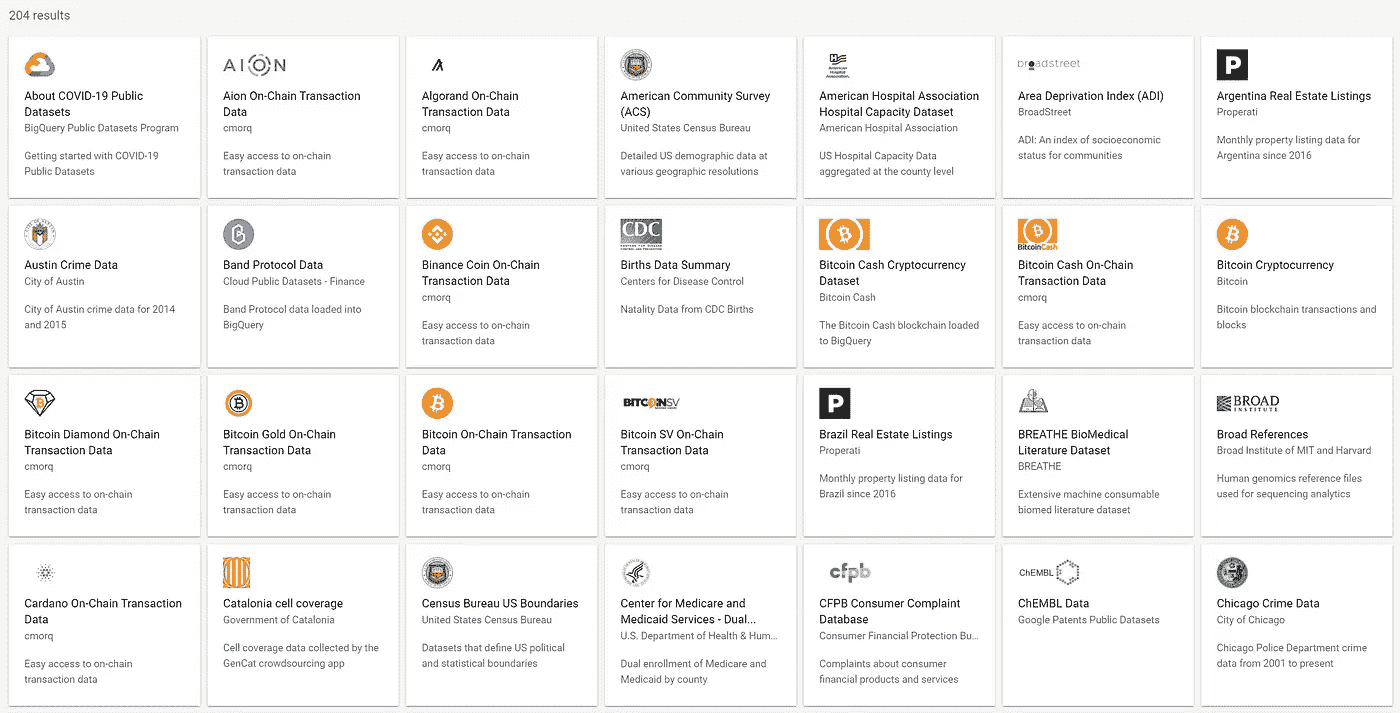 204 results
AION
American
Hospital
Association
broadstreet
P
About COVID-19 Public
Datasets
BigQuery Public Datasets Program
Getting started with COVID-19
Public Datasets
Aion On-Chain Transaction
Data
cmorq
Easy access to on-chain
transaction data
Algorand On-Chain
Transaction Data
cmorq
Easy access to on-chain
transaction data
American Community Survey
(ACS)
United States Census Bureau
Detailed US demographic data at
various geographic resolutions
American Hospital Association
Hospital Capacity Dataset
American Hospital Association
US Hospital Capacity Data
aggregated at the county level
Area Deprivation Index (ADI)
BroadStreet
ADI: An index of socioeconomic
status for communities
Argentina Real Estate Listings
Properati
Monthly property listing data for
Argentina since 2016
CDC
BitcoinCash
Austin Crime Data
City of Austin
City of Austin crime data for 2014
and 2015
Band Protocol Data
Cloud Public Datasets - Finance
Band Protocol data loaded into
BigQuery
Binance Coin On-Chain
Transaction Data
cmorq
Easy access to on-chain
transaction data
Births Data Summary
Centers for Disease Control
Natality Data from CDC Births
Bitcoin Cash Cryptocurrency
Dataset
Bitcoin Cash
The Bitcoin Cash blockchain loaded
to BigQuery
Bitcoin Cash On-Chain
Transaction Data
cmorq
Easy access to on-chain
transaction data
Bitcoin Cryptocurrency
Bitcoin
Bitcoin blockchain transactions and
blocks
BITCOINSV
P
BROAD
INSTITUTE
Bitcoin Diamond On-Chain
Transaction Data
cmorq
Easy access to on-chain
transaction data
Bitcoin Gold On-Chain
Transaction Data
cmorq
Easy access to on-chain
transaction data
Bitcoin On-Chain Transaction
Data
cmorq
Easy access to on-chain
transaction data
Bitcoin SV On-Chain
Transaction Data
cmorq
Easy access to on-chain
transaction data
Brazil Real Estate Listings
Properati
Monthly property listing data for
Brazil since 2016
BREATHE BioMedical
Literature Dataset
BREATHE
Extensive machine consumable
biomed literature dataset
Broad References
Broad Institute of MIT and Harvard
Human genomics reference files
used for sequencing analytics
cfpb
ChEMBL
Cardano On-Chain Transaction
Data
cmorq
Easy access to on-chain
transaction data
Catalonia cell coverage
Government of Catalonia
Cell coverage data collected by the
GenCat crowdsourcing app
Census Bureau US Boundaries
United States Census Bureau
Datasets that define US political
and statistical boundaries
Center for Medicare and
Medicaid Services - Dual...
U.S. Department of Health & Hum...
Dual enrollment of Medicare and
Medicaid by county
CFPB Consumer Complaint
Database
Consumer Financial Protection Bu...
Complaints about consumer
financial products and services
ChEMBL Data
Google Patents Public Datasets
Chicago Crime Data
City of Chicago
Chicago Police Department crime
data from 2001 to present